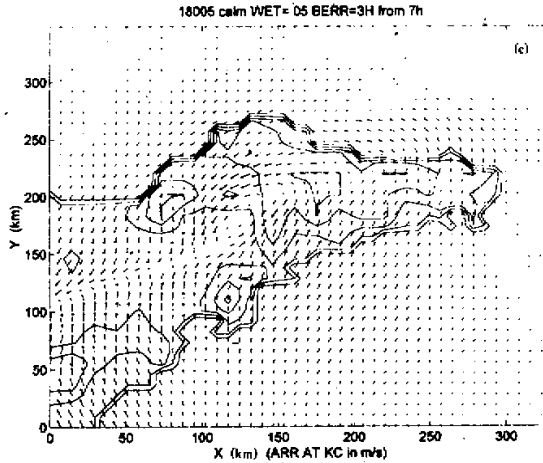 18005 calm WET= 05 BERR=3H from 7h
(c)
300
250
200
150
100
50
0
Y (km)
0 50 100 150 200 250 300
X (km) (ARR AT KC in m/s)